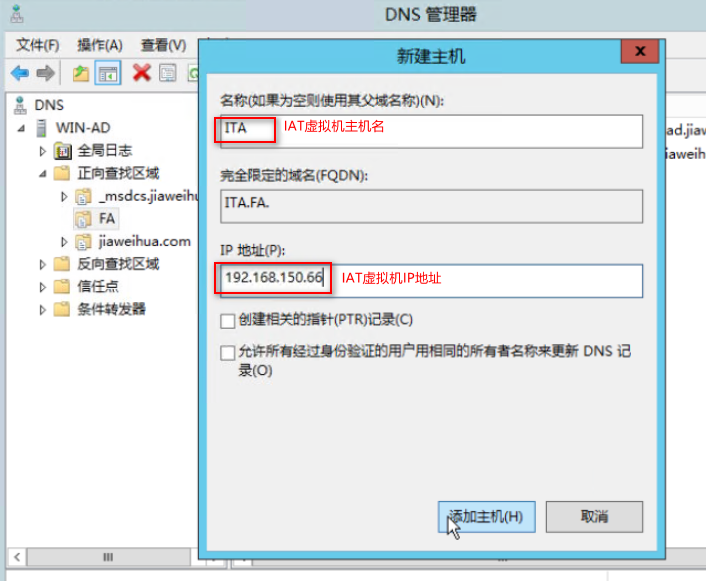 DNS 管理器
文件(F) 操作(A) 查看(V)
新建主机
x
DNS
WIN-AD
全局日志
正向查找区域
_msdcs.jiaweihu
FA
jiaweihua.com
反向查找区域
信任点
条件转发器
名称(如果为空则使用其父域名称)(N):
ITA IAT虚拟机主机名
完全限定的域名(FQDN):
ITA.FA.
IP 地址(P):
192.168.150.66 IAT虚拟机IP地址
创建相关的指针(PTR)记录(C)
允许所有经过身份验证的用户用相同的所有者名称来更新 DNS 记
录(O)
添加主机(H) 取消
ad.jiaw
iaweih